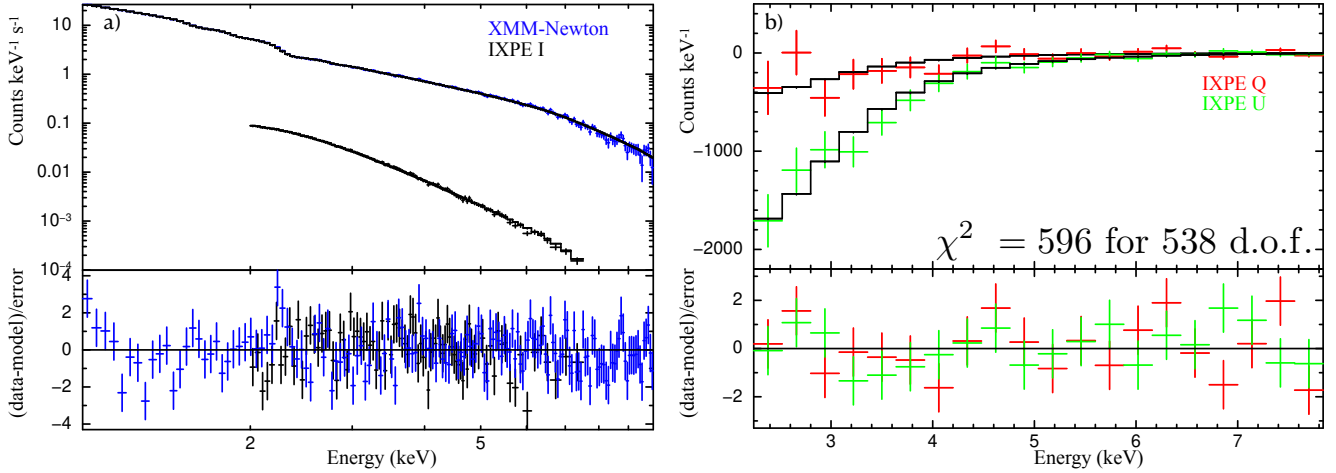 a)
XMM-Newton
IXPE I
Counts keV⁻¹ s⁻¹
10
1
0.1
0.01
10⁻³
10⁻⁴
(data-model)/error
4
2
0
−2
−4
2
5
Energy (keV)
b)
IXPE Q
IXPE U
Counts keV⁻¹
0
−1000
−2000
χ² = 596 for 538 d.o.f.
(data-model)/error
2
0
−2
3
4
5
6
7
Energy (keV)